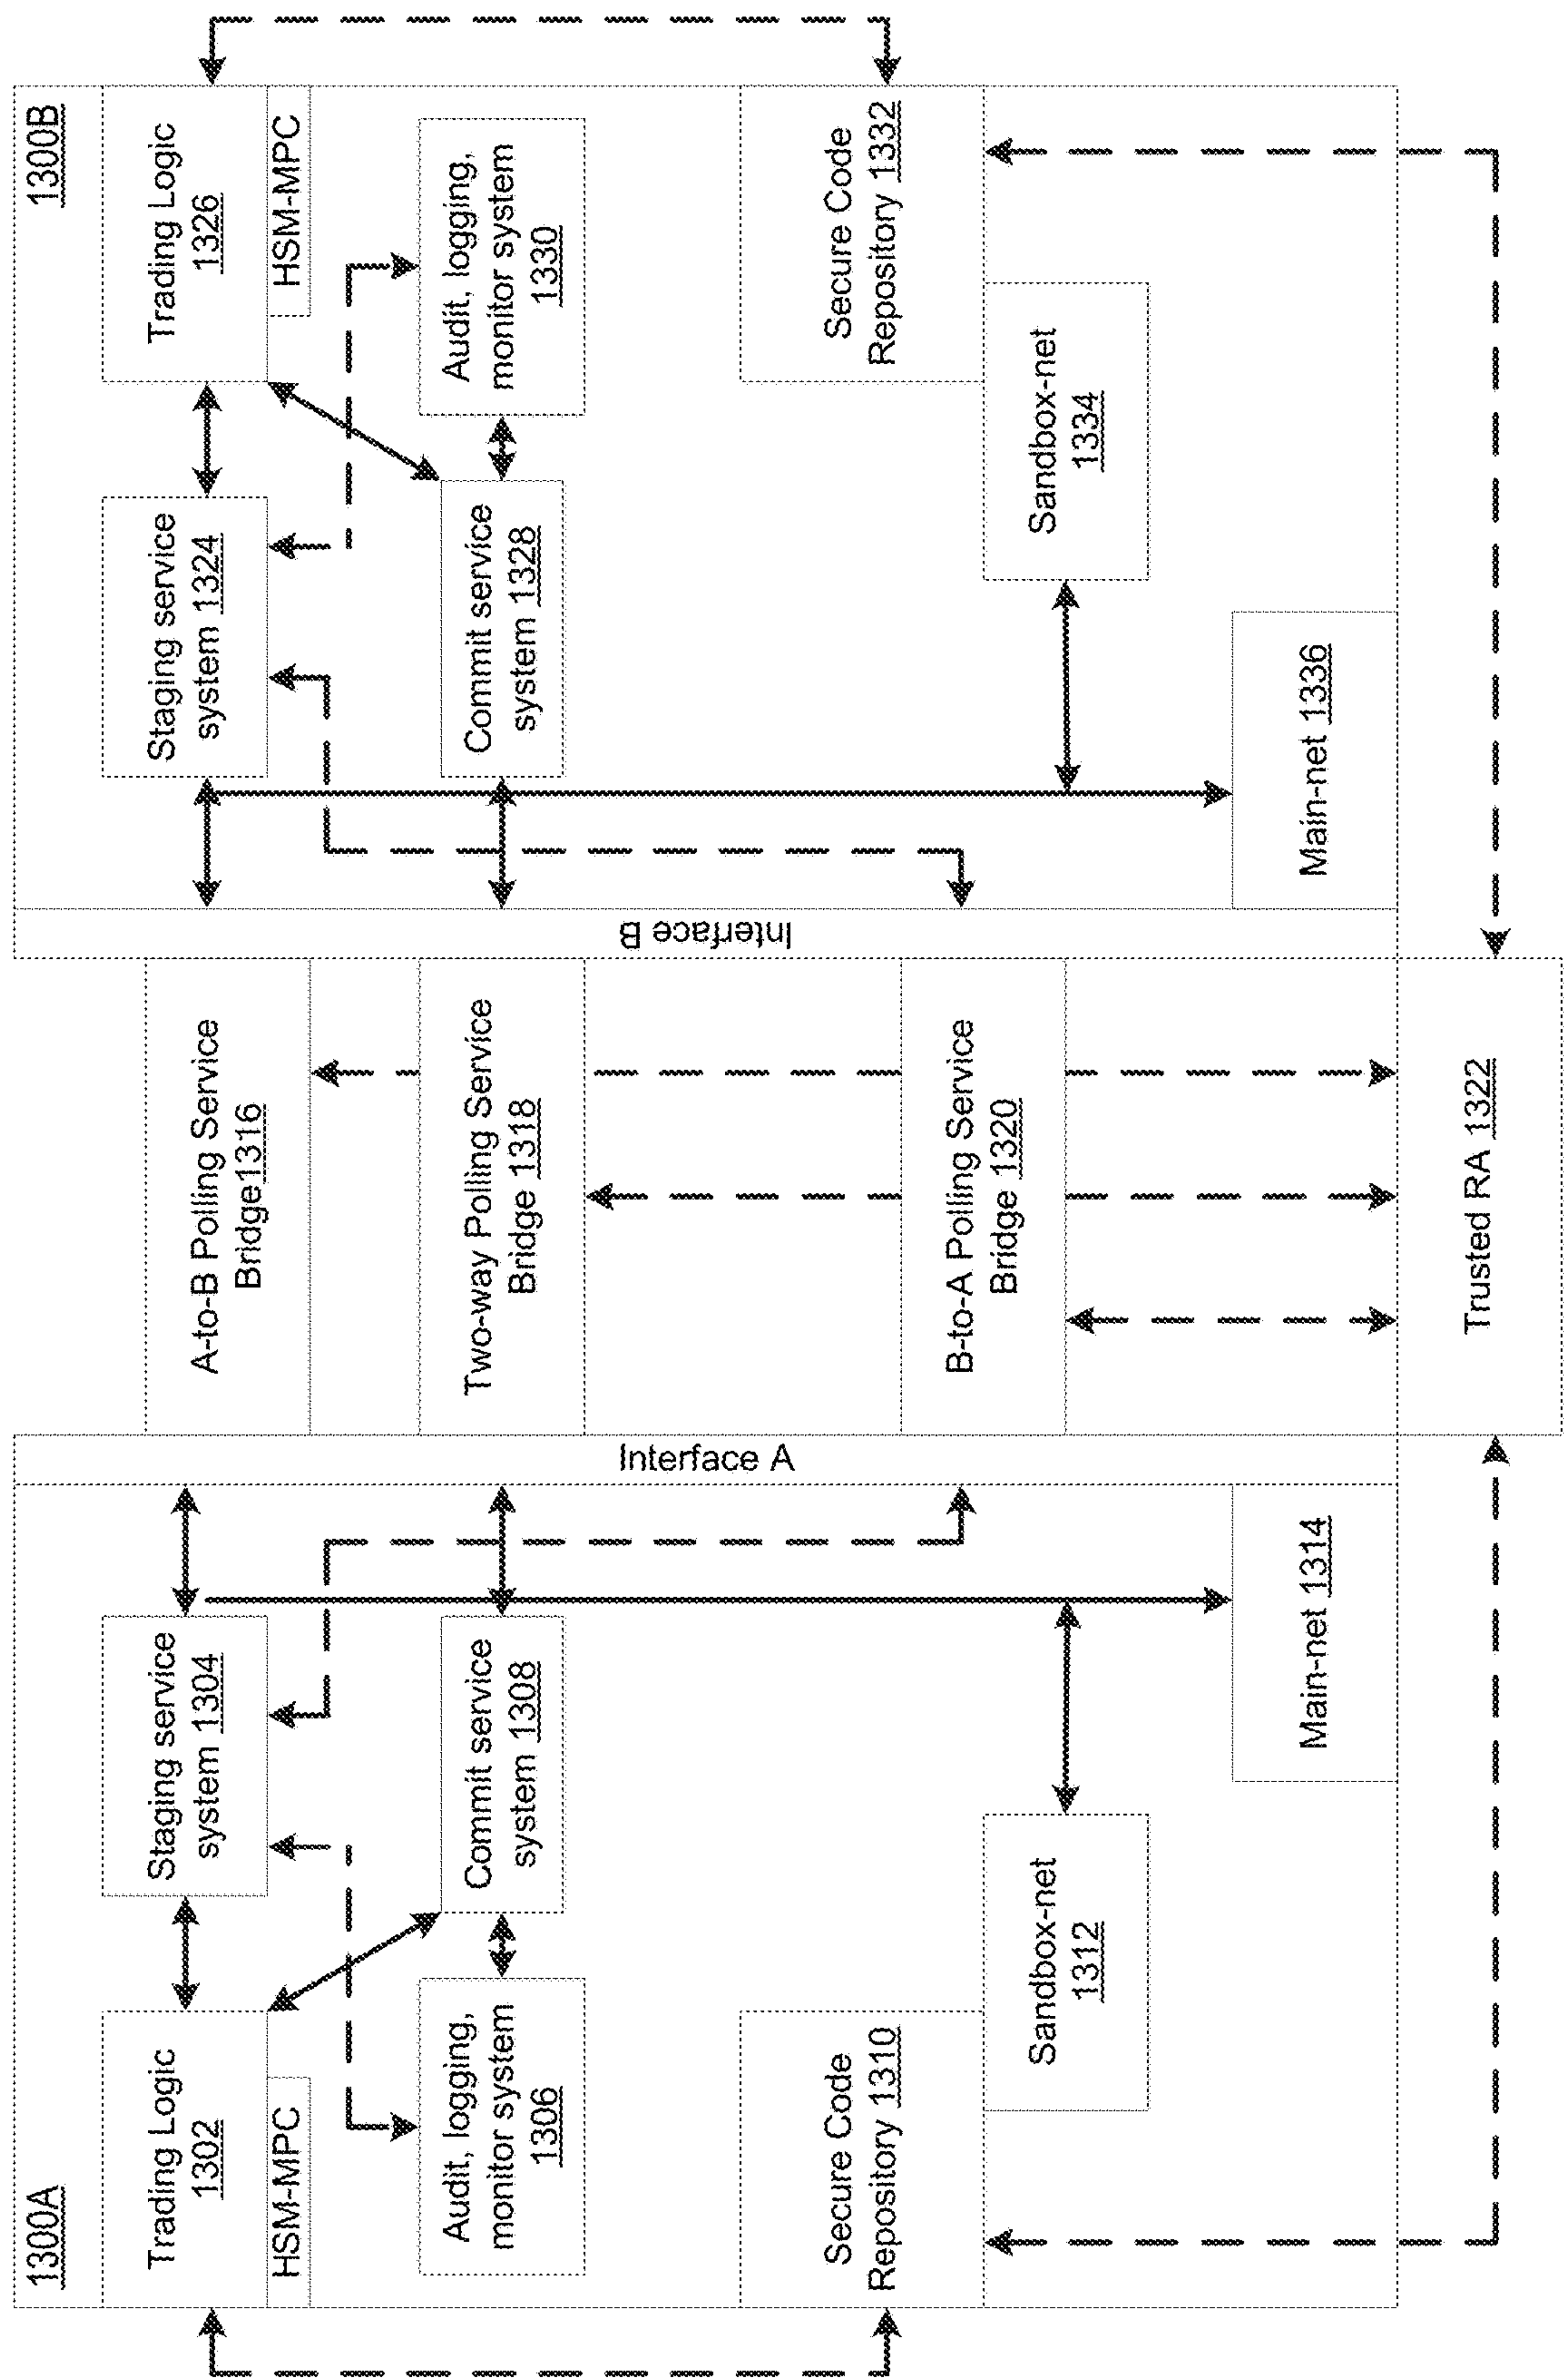 1300A
Trading Logic
1302
HSM-MPC
Staging service
system 1304
Audit, logging,
monitor system
1306
Commit service
system 1308
Secure Code
Repository 1310
Sandbox-net
1312
Main-net 1314
Interface A
A-to-B Polling Service
Bridge1316
Two-way Polling Service
Bridge 1318
B-to-A Polling Service
Bridge 1320
Trusted RA 1322
Interface B
1300B
Staging service
system 1324
Trading Logic
1326
HSM-MPC
Commit service
system 1328
Audit, logging,
monitor system
1330
Secure Code
Repository 1332
Sandbox-net
1334
Main-net 1336